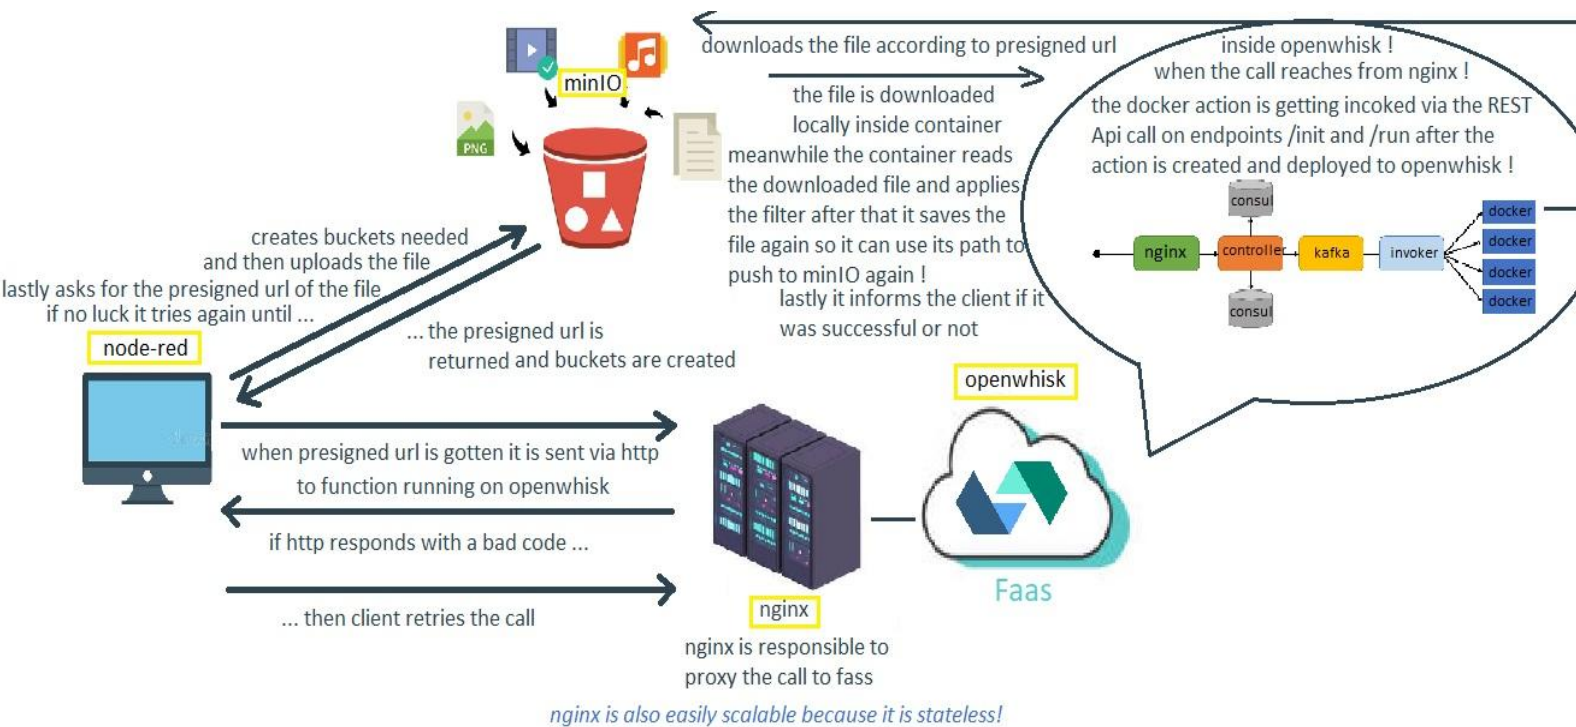 minIO
PNG
downloads the file according to presigned url
the file is downloaded
locally inside container
meanwhile the container reads
the downloaded file and applies
the filter after that it saves the
file again so it can use its path to
push to minIO again !
lastly it informs the client if it
was successful or not
inside openwhisk !
when the call reaches from nginx !
the docker action is getting incoked via the REST
Api call on endpoints /init and /run after the
action is created and deployed to openwhisk !
consul
nginx
controller
kafka
invoker
docker
docker
docker
docker
consul
creates buckets needed
and then uploads the file
lastly asks for the presigned url of the file
if no luck it tries again until ...
... the presigned url is
returned and buckets are created
node-red
when presigned url is gotten it is sent via http
to function running on openwhisk
if http responds with a bad code ...
... then client retries the call
openwhisk
Faas
nginx
nginx is responsible to
proxy the call to fass
nginx is also easily scalable because it is stateless!